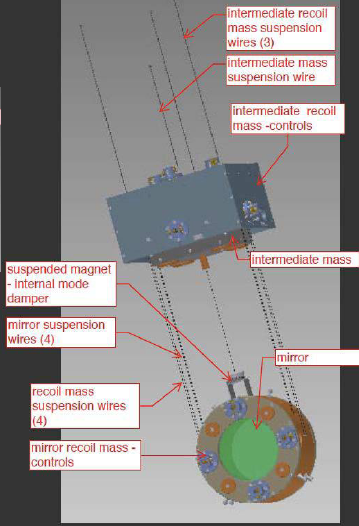 intermediate recoil
mass suspension
wires (3)
intermediate mass
suspension wire
intermediate recoil
mass -controls
intermediate mass
suspended magnet
- internal mode
damper
mirror suspension
wires (4)
mirror
recoil mass
suspension wires
(4)
mirror recoil mass -
controls